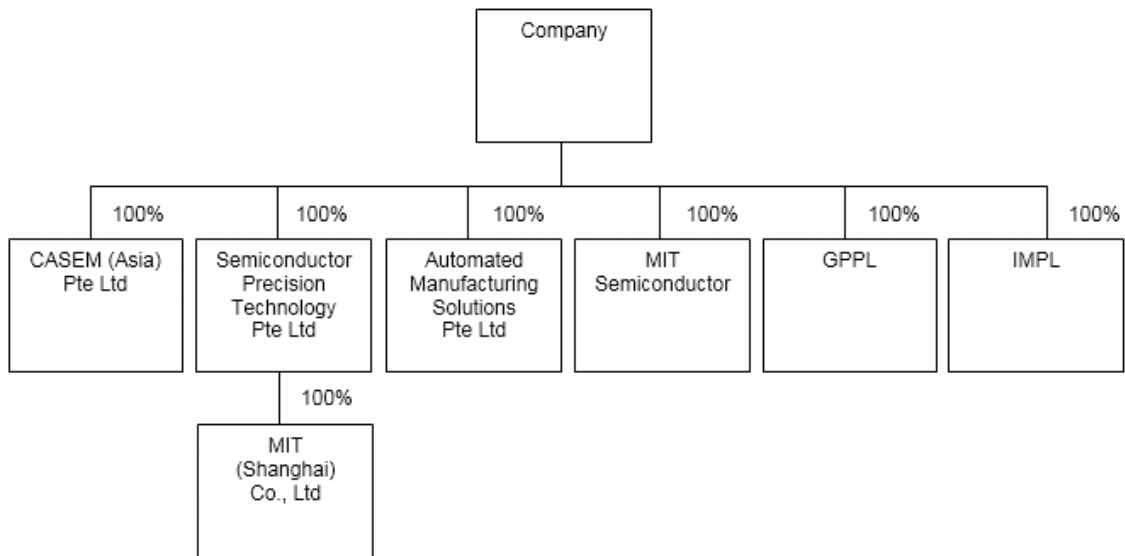 Company
100%
100%
100%
100%
100%
100%
CASEM (Asia)
Pte Ltd
Semiconductor
Precision
Technology
Pte Ltd
Automated
Manufacturing
Solutions
Pte Ltd
MIT
Semiconductor
GPPL
IMPL
100%
MIT
(Shanghai)
Co., Ltd